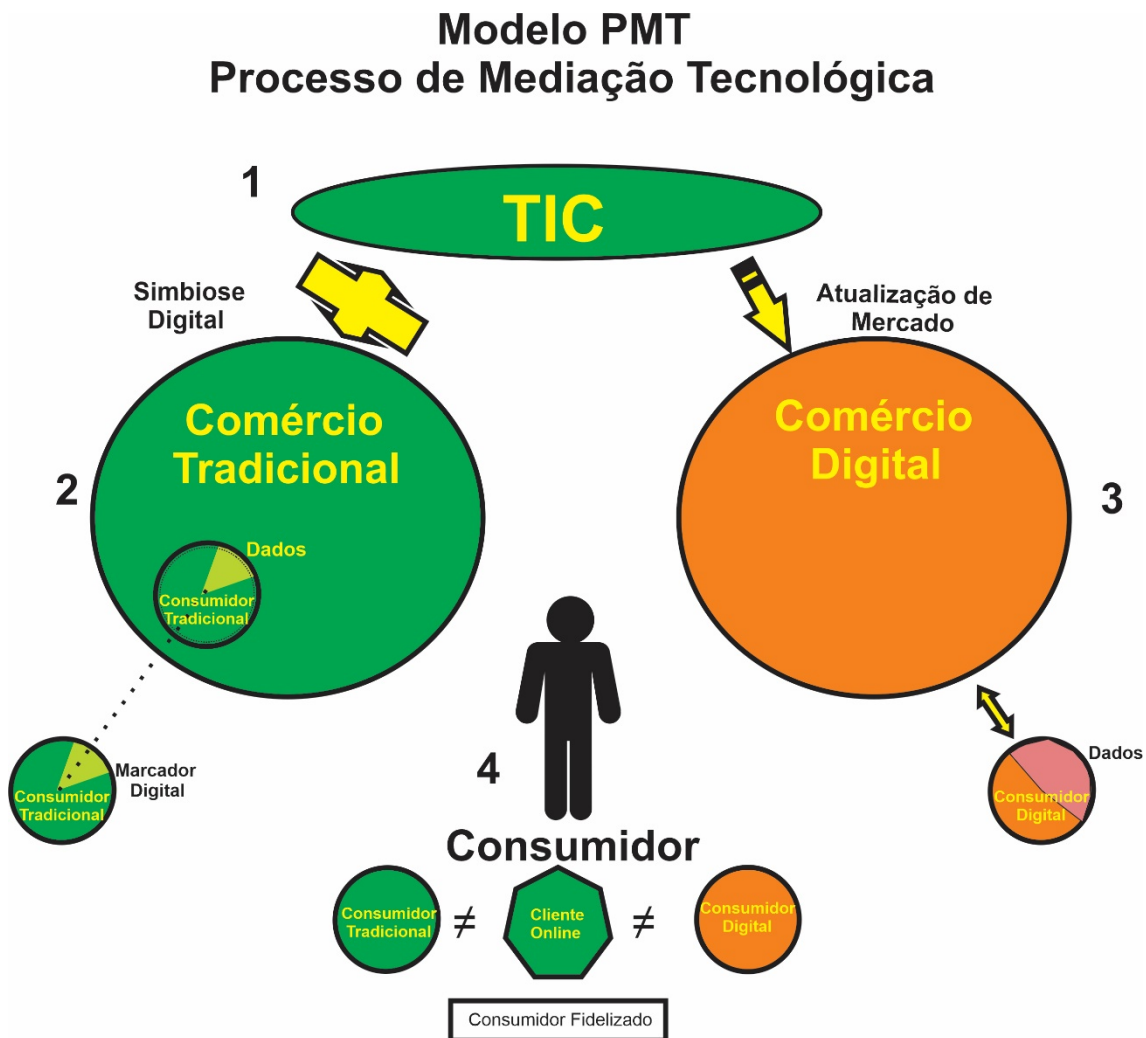 Modelo PMT
Processo de Mediação Tecnológica
1
TIC
Simbiose
Digital
Atualização de
Mercado
Comércio
Tradicional
Comércio
Digital
2
3
Dados
Consumidor
Tradicional
Marcador
Digital
Consumidor
Tradicional
4
Dados
Consumidor
Digital
Consumidor
Consumidor
Tradicional
≠
Cliente
Online
≠
Consumidor
Digital
Consumidor Fidelizado